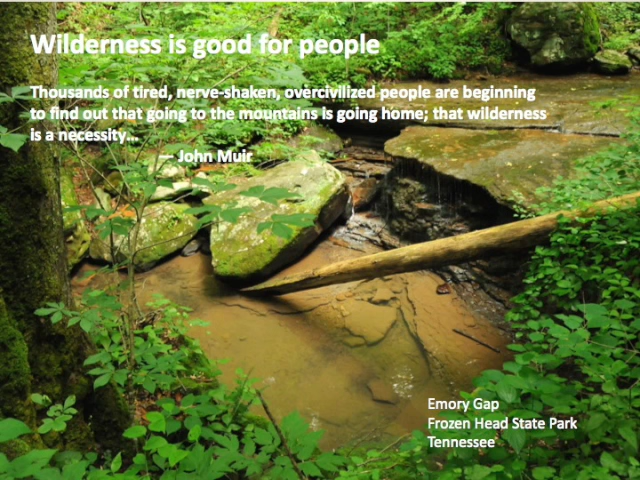 Wilderness is good for people
Thousands of tired, nerve-shaken, overcivilized people are beginning
to find out that going to the mountains is going home; that wilderness
is a necessity…
— John Muir
Emory Gap
Frozen Head State Park
Tennessee